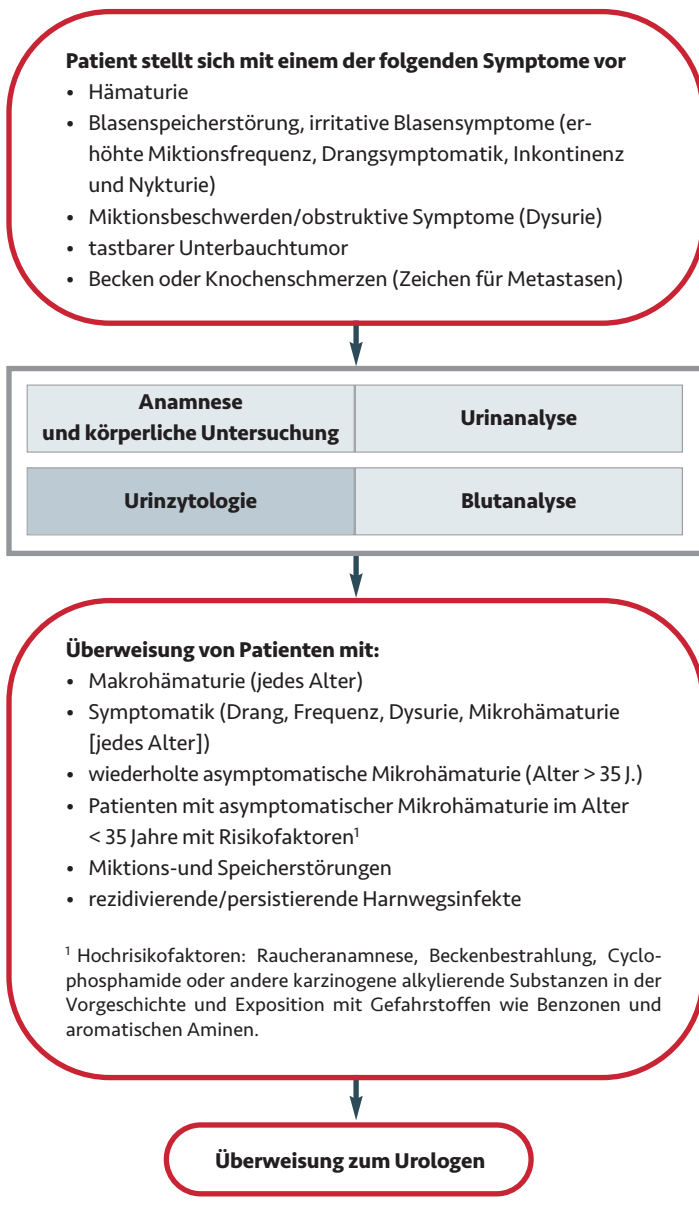 Patient stellt sich mit einem der folgenden Symptome vor
• Hämaturie
• Blasenspeicherstörung, irritative Blasensymptome (er-
höhte Miktionsfrequenz, Drangsymptomatik, Inkontinenz
und Nykturie)
• Miktionsbeschwerden/obstruktive Symptome (Dysurie)
• tastbarer Unterbauchtumor
• Becken oder Knochenschmerzen (Zeichen für Metastasen)
Anamnese
und körperliche Untersuchung
Urinanalyse
Urinzytologie
Blutanalyse
Überweisung von Patienten mit:
• Makrohämaturie (jedes Alter)
• Symptomatik (Drang, Frequenz, Dysurie, Mikrohämaturie
[jedes Alter])
• wiederholte asymptomatische Mikrohämaturie (Alter > 35 J.)
• Patienten mit asymptomatischer Mikrohämaturie im Alter
< 35 Jahre mit Risikofaktoren¹
• Miktions-und Speicherstörungen
• rezidivierende/persistierende Harnwegsinfekte
¹ Hochrisikofaktoren: Raucheranamnese, Beckenbestrahlung, Cyclo-
phosphamide oder andere karzinogene alkylierende Substanzen in der
Vorgeschichte und Exposition mit Gefahrstoffen wie Benzonen und
aromatischen Aminen.
Überweisung zum Urologen